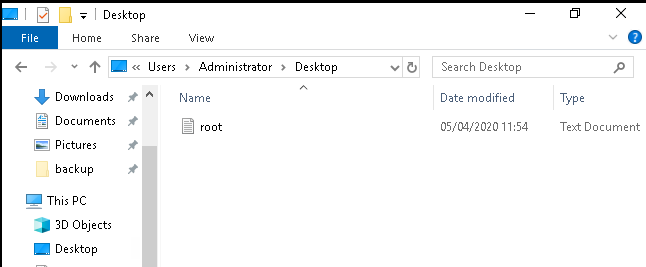 Desktop
File Home Share View
Users Administrator Desktop Search Desktop
Downloads
Documents
Pictures
backup
This PC
3D Objects
Desktop
Name Date modified Type
root 05/04/2020 11:54 Text Document